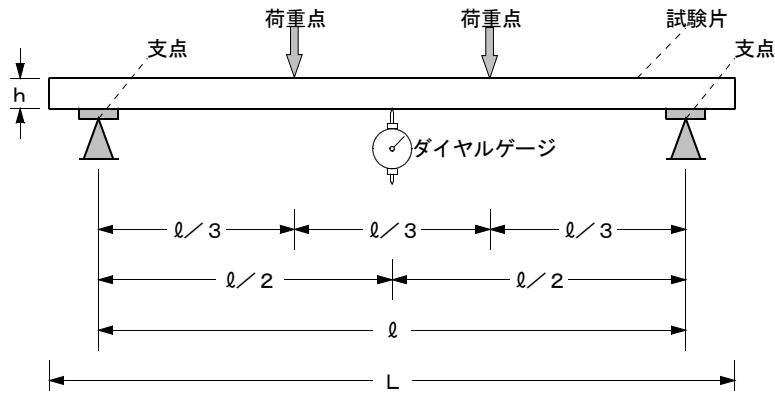 荷重点 荷重点 試験片
支点 支点
h
ダイヤルゲージ
ℓ／３ ℓ／３ ℓ／３
ℓ／２ ℓ／２
ℓ
L